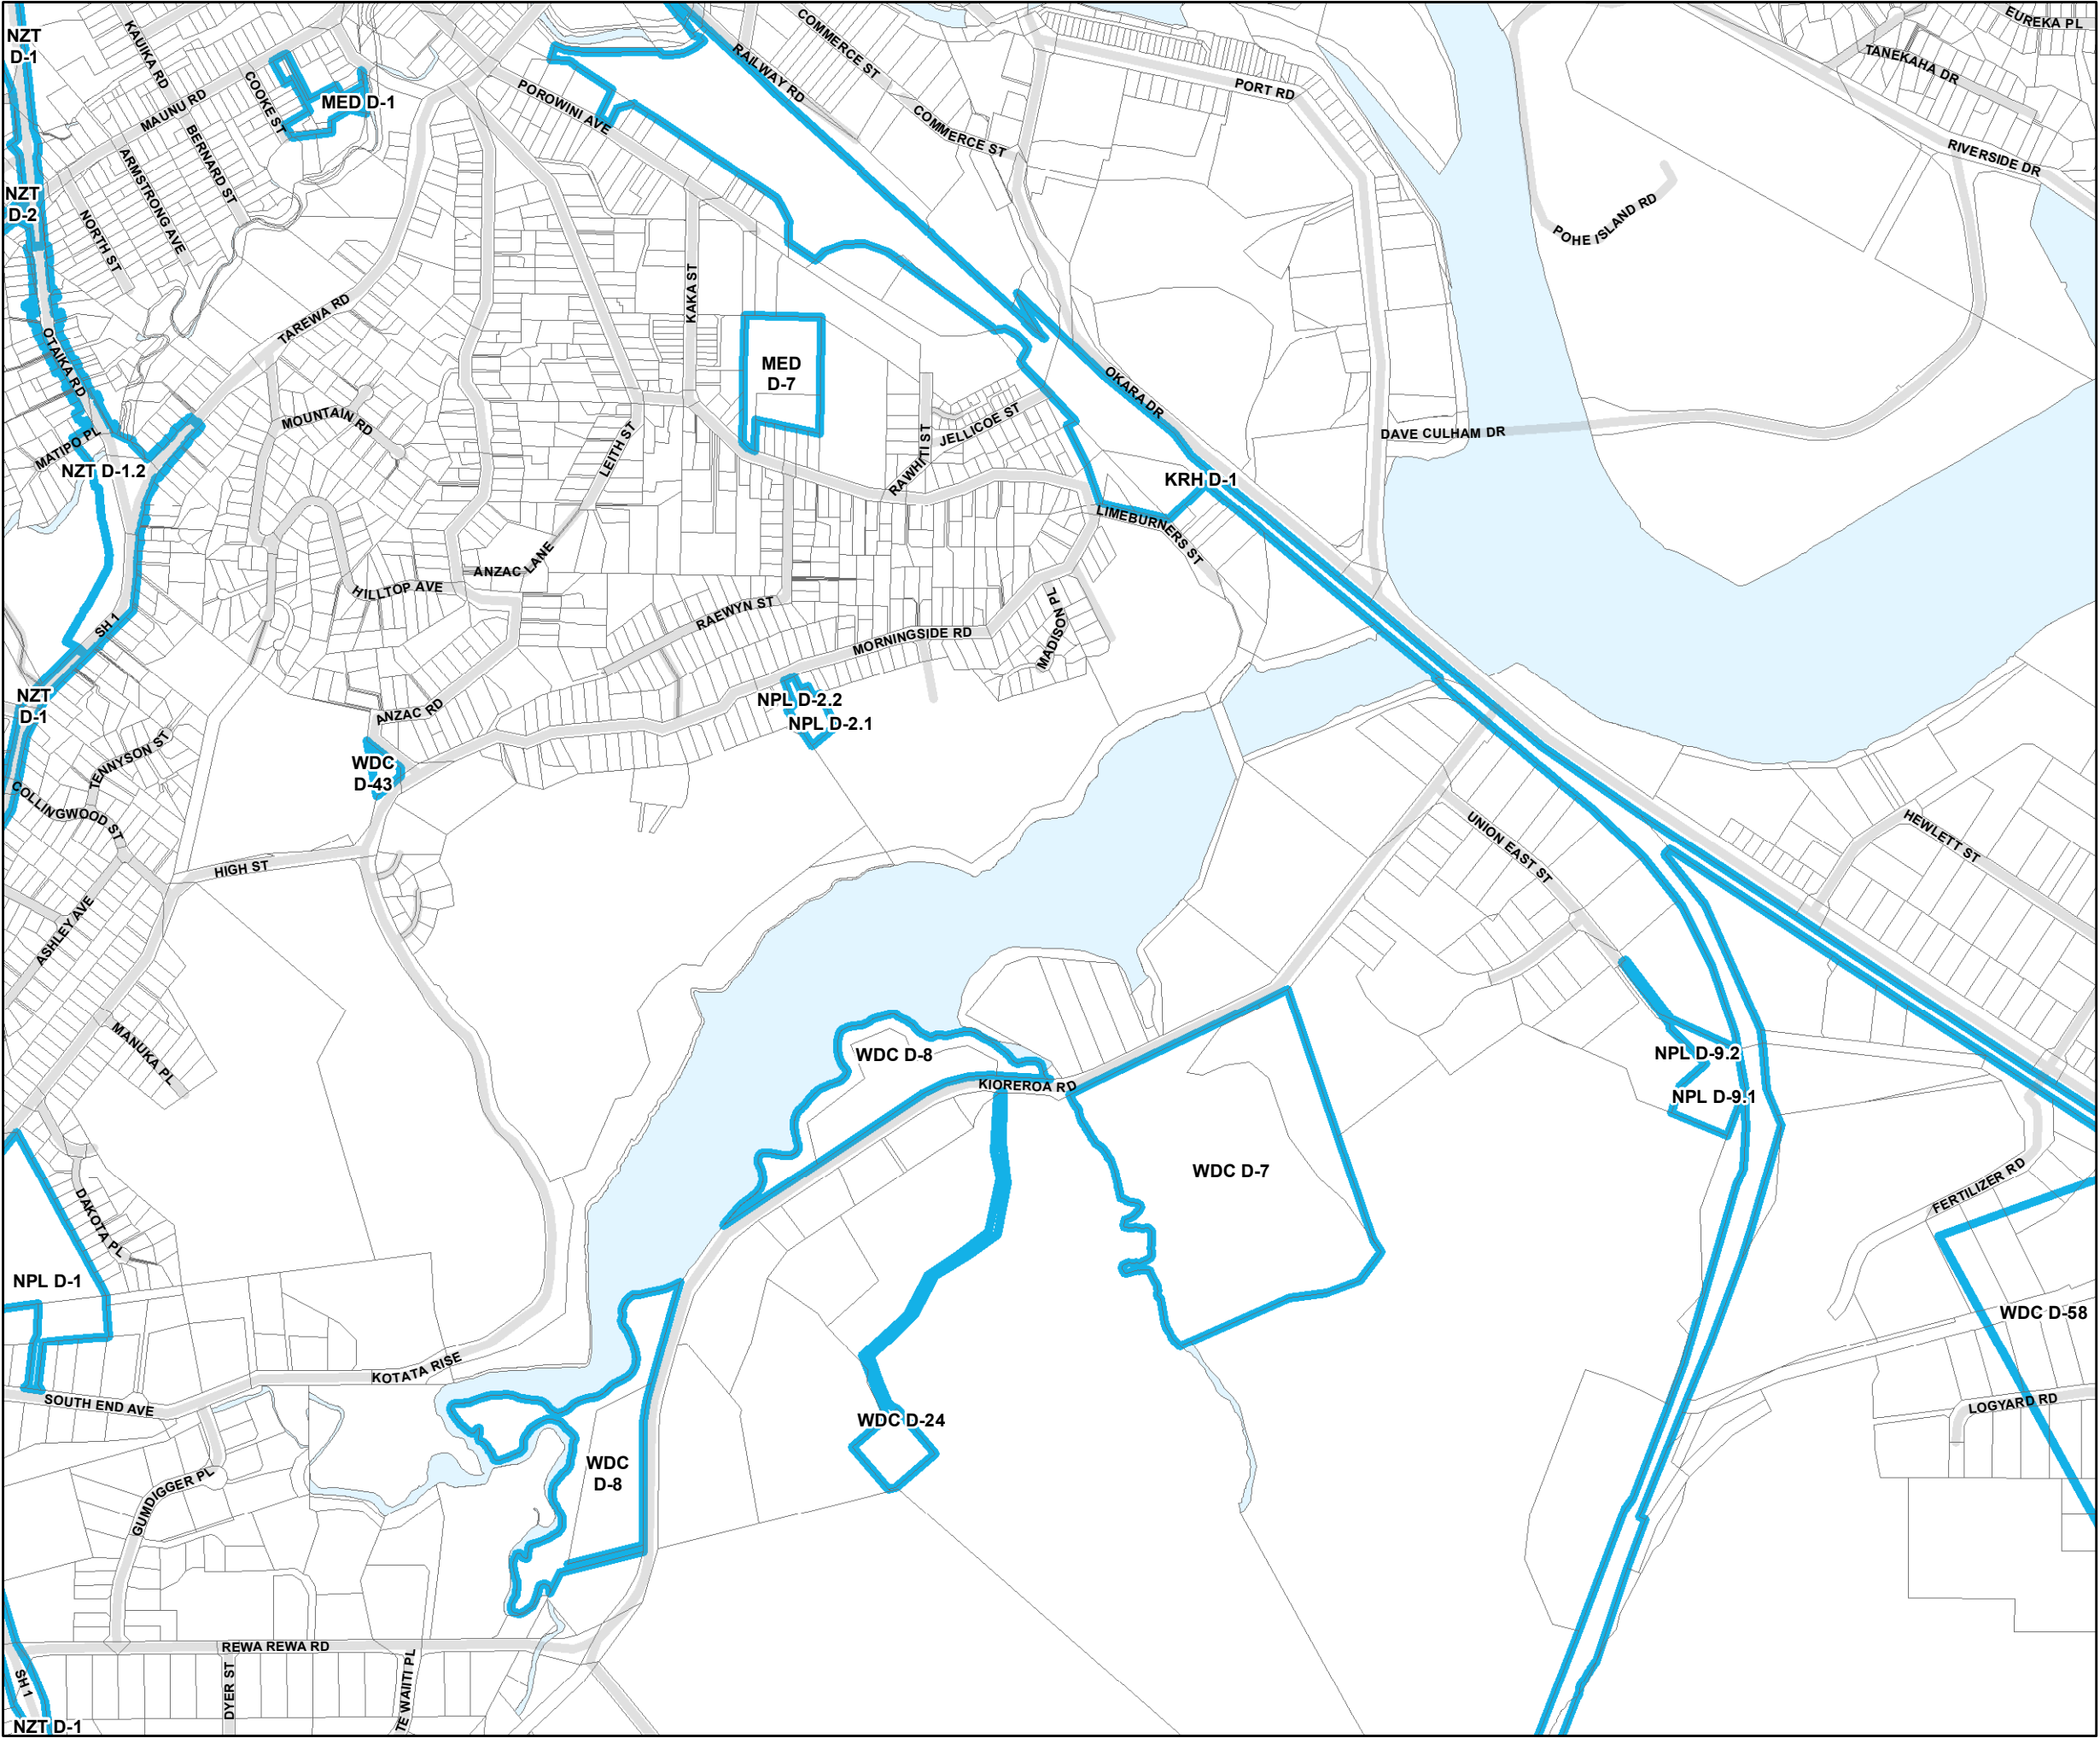 NZT
D-1
KAUIKA RD
MAUNU RD
COOKE ST
MED D-1
BERNARD ST
ARMSTRONG AVE
NORTH ST
NZT
D-2
POROWINI AVE
RAILWAY RD
COMMERCE ST
COMMERCE ST
PORT RD
EUREKA PL
TANEKAHA DR
RIVERSIDE DR
POHE ISLAND RD
TAREWA RD
KAKA ST
OTAIKA RD
MATIPO PL
NZT D-1.2
MOUNTAIN RD
LEITH ST
MED
D-7
RAWHITI ST
JELLICOE ST
OKARA DR
DAVE CULHAM DR
KRH D-1
LIMEBURNERS ST
ANZAC LANE
HILLTOP AVE
RAEWYN ST
MORNINGSIDE RD
MADISON PL
SH 1
NZT
D-1
ANZAC RD
NPL D-2.2
NPL D-2.1
WDC
D-43
TENNYSON ST
COLLINGWOOD ST
HIGH ST
ASHLEY AVE
MANUKA PL
UNION EAST ST
HEWLETT ST
WDC D-8
KIOREROA RD
NPL D-9.2
NPL D-9.1
WDC D-7
FERTILIZER RD
DAKOTA PL
NPL D-1
WDC D-58
KOTATA RISE
SOUTH END AVE
LOGYARD RD
WDC D-24
WDC
D-8
GUMDIGGER PL
REWA REWA RD
DYER ST
TE WAIITI PL
SH 1
NZT D-1